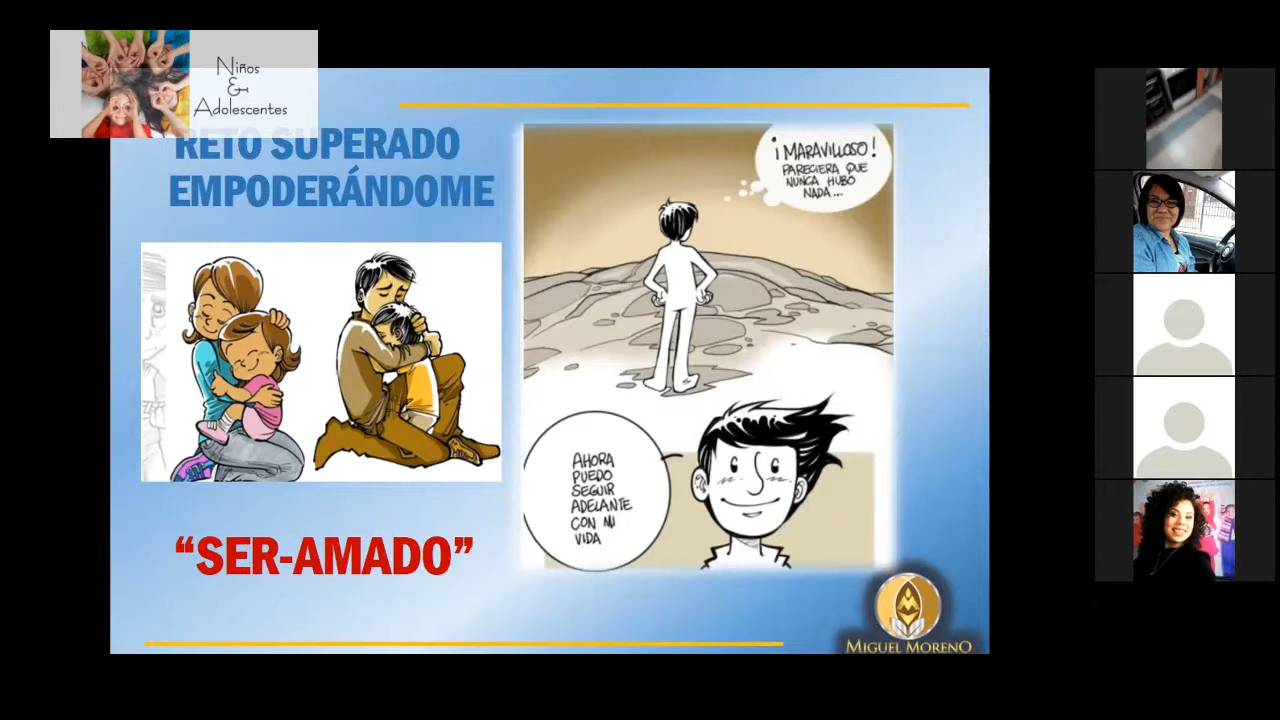 Niños
&
Adolescentes
RETO SUPERADO
EMPODERÁNDOME
¡MARAVILLOSO!
PARECIERA QUE
NUNCA HUBO
NADA...
AHORA
PUEDO
SEGUIR
ADELANTE
CON MI
VIDA
“SER-AMADO”
MIGUEL MORENO